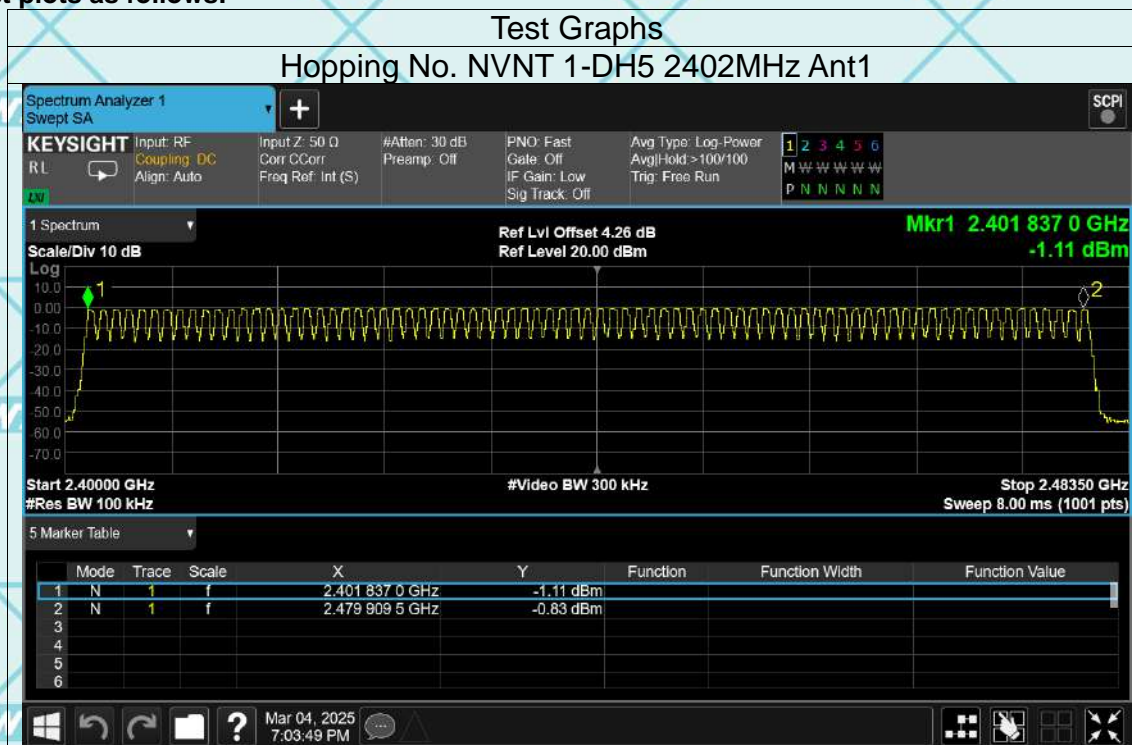 t plots as follows.
Test Graphs
Hopping No. NVNT 1-DH5 2402MHz Ant1
Spectrum Analyzer 1
Swept SA
+
SCPI
KEYSIGHT
RL
LXI
Input: RF
Coupling: DC
Align: Auto
Input Z: 50 Ω
Corr CCorr
Freq Ref: Int (S)
#Atten: 30 dB
Preamp: Off
PNO: Fast
Gate: Off
IF Gain: Low
Sig Track: Off
Avg Type: Log-Power
Avg|Hold:>100/100
Trig: Free Run
1 2 3 4 5 6
M W W W W W
P N N N N N
1 Spectrum
Scale/Div 10 dB
Ref Lvl Offset 4.26 dB
Ref Level 20.00 dBm
Mkr1 2.401 837 0 GHz
-1.11 dBm
Log
10.0
0.00
-10.0
-20.0
-30.0
-40.0
-50.0
-60.0
-70.0
1
2
Start 2.40000 GHz
#Res BW 100 kHz
#Video BW 300 kHz
Stop 2.48350 GHz
Sweep 8.00 ms (1001 pts)
5 Marker Table
Mode Trace Scale X Y Function Function Width Function Value
1 N 1 f 2.401 837 0 GHz -1.11 dBm
2 N 1 f 2.479 909 5 GHz -0.83 dBm
3
4
5
6
?
Mar 04, 2025
7:03:49 PM